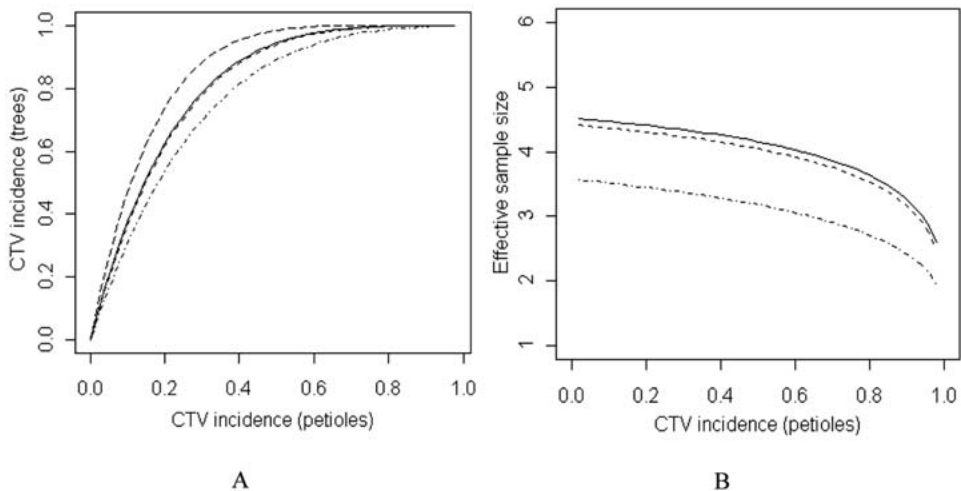 CTV incidence (trees)
0.0 0.2 0.4 0.6 0.8 1.0
0.0 0.2 0.4 0.6 0.8 1.0
CTV incidence (petioles)
A
Effective sample size
1 2 3 4 5 6
0.0 0.2 0.4 0.6 0.8 1.0
CTV incidence (petioles)
B